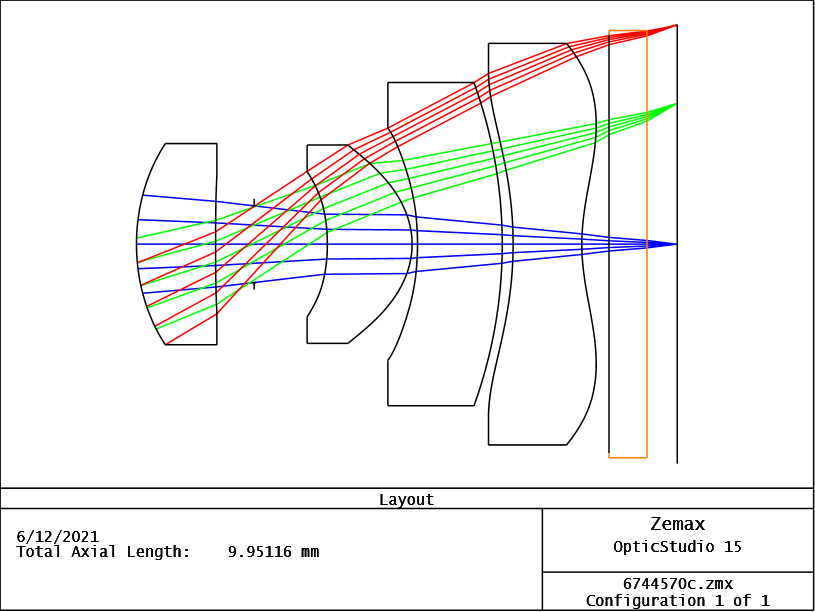 Layout
6/12/2021
Total Axial Length:    9.95116 mm
Zemax
OpticStudio 15
6744570c.zmx
Configuration 1 of 1